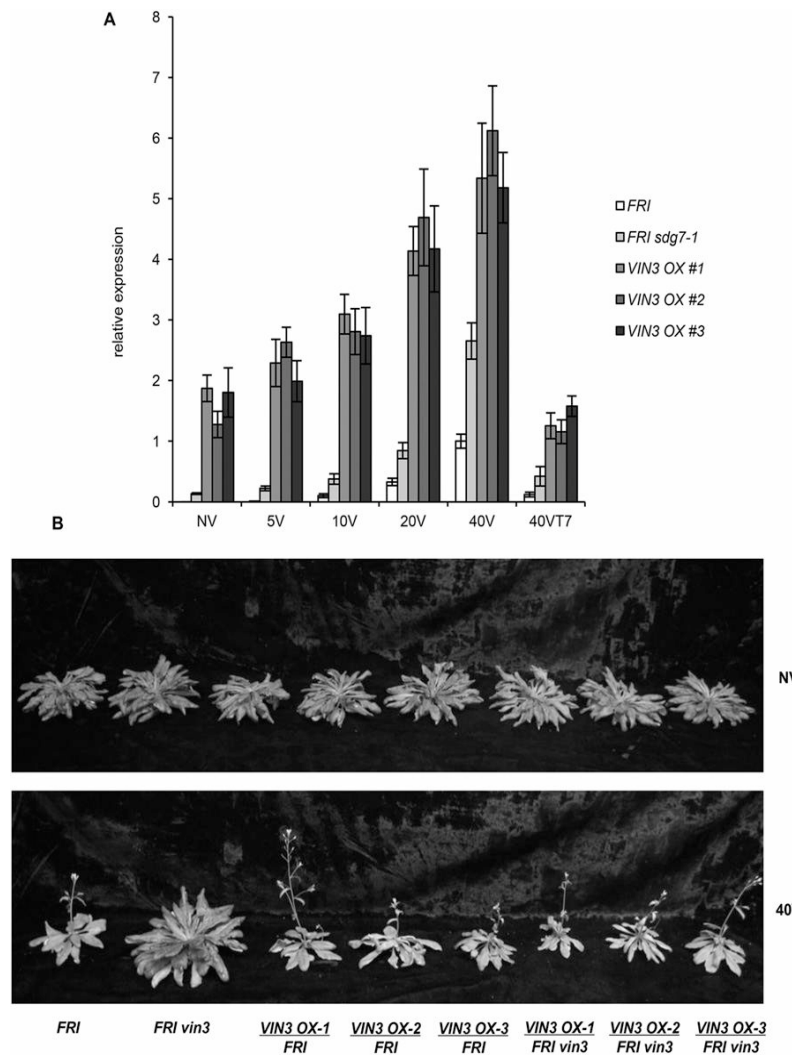 A
8
7
6
5
4
3
2
1
0
relative expression
NV 5V 10V 20V 40V 40VT7
FRI
FRI sdg7-1
VIN3 OX #1
VIN3 OX #2
VIN3 OX #3
B
NV
40
FRI FRI vin3 VIN3 OX-1 VIN3 OX-2 VIN3 OX-3 VIN3 OX-1 VIN3 OX-2 VIN3 OX-3
FRI FRI FRI FRI vin3 FRI vin3 FRI vin3